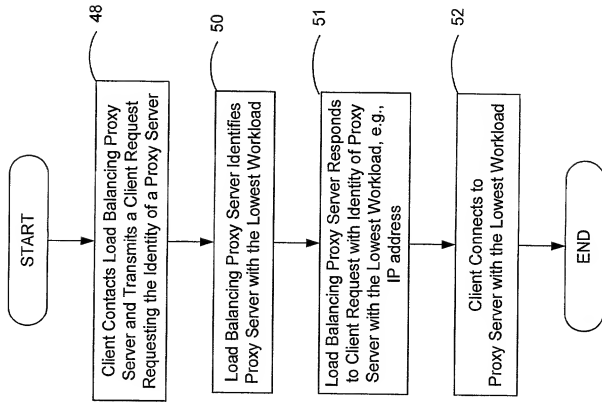 START
48
Client Contacts Load Balancing Proxy
Server and Transmits a Client Request
Requesting the Identity of a Proxy Server
50
Load Balancing Proxy Server Identifies
Proxy Server with the Lowest Workload
51
Load Balancing Proxy Server Responds
to Client Request with Identity of Proxy
Server with the Lowest Workload, e.g.,
IP address
52
Client Connects to
Proxy Server with the Lowest Workload
END